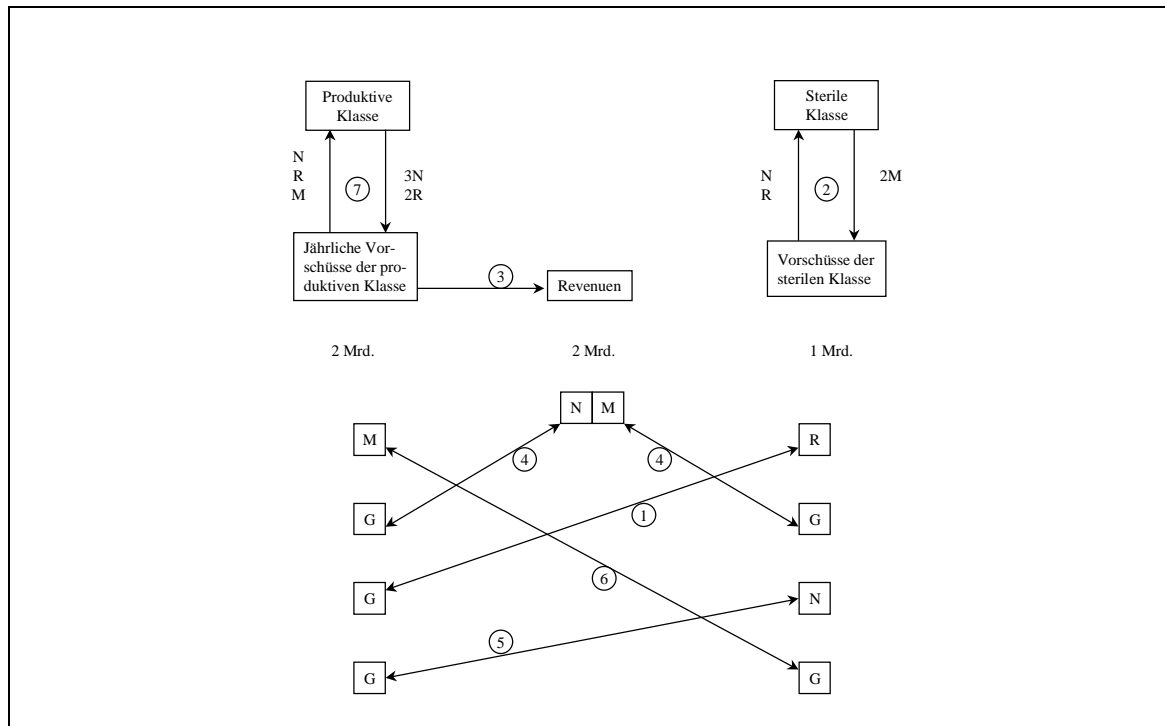 Produktive
Klasse
Sterile
Klasse
N
R
M
7
3N
2R
N
R
2
2M
Jährliche Vor-
schüsse der pro-
duktiven Klasse
3
Revenuen
Vorschüsse der
sterilen Klasse
2 Mrd.
2 Mrd.
1 Mrd.
N M
M
R
4
4
G
1
G
G
6
N
5
G
G